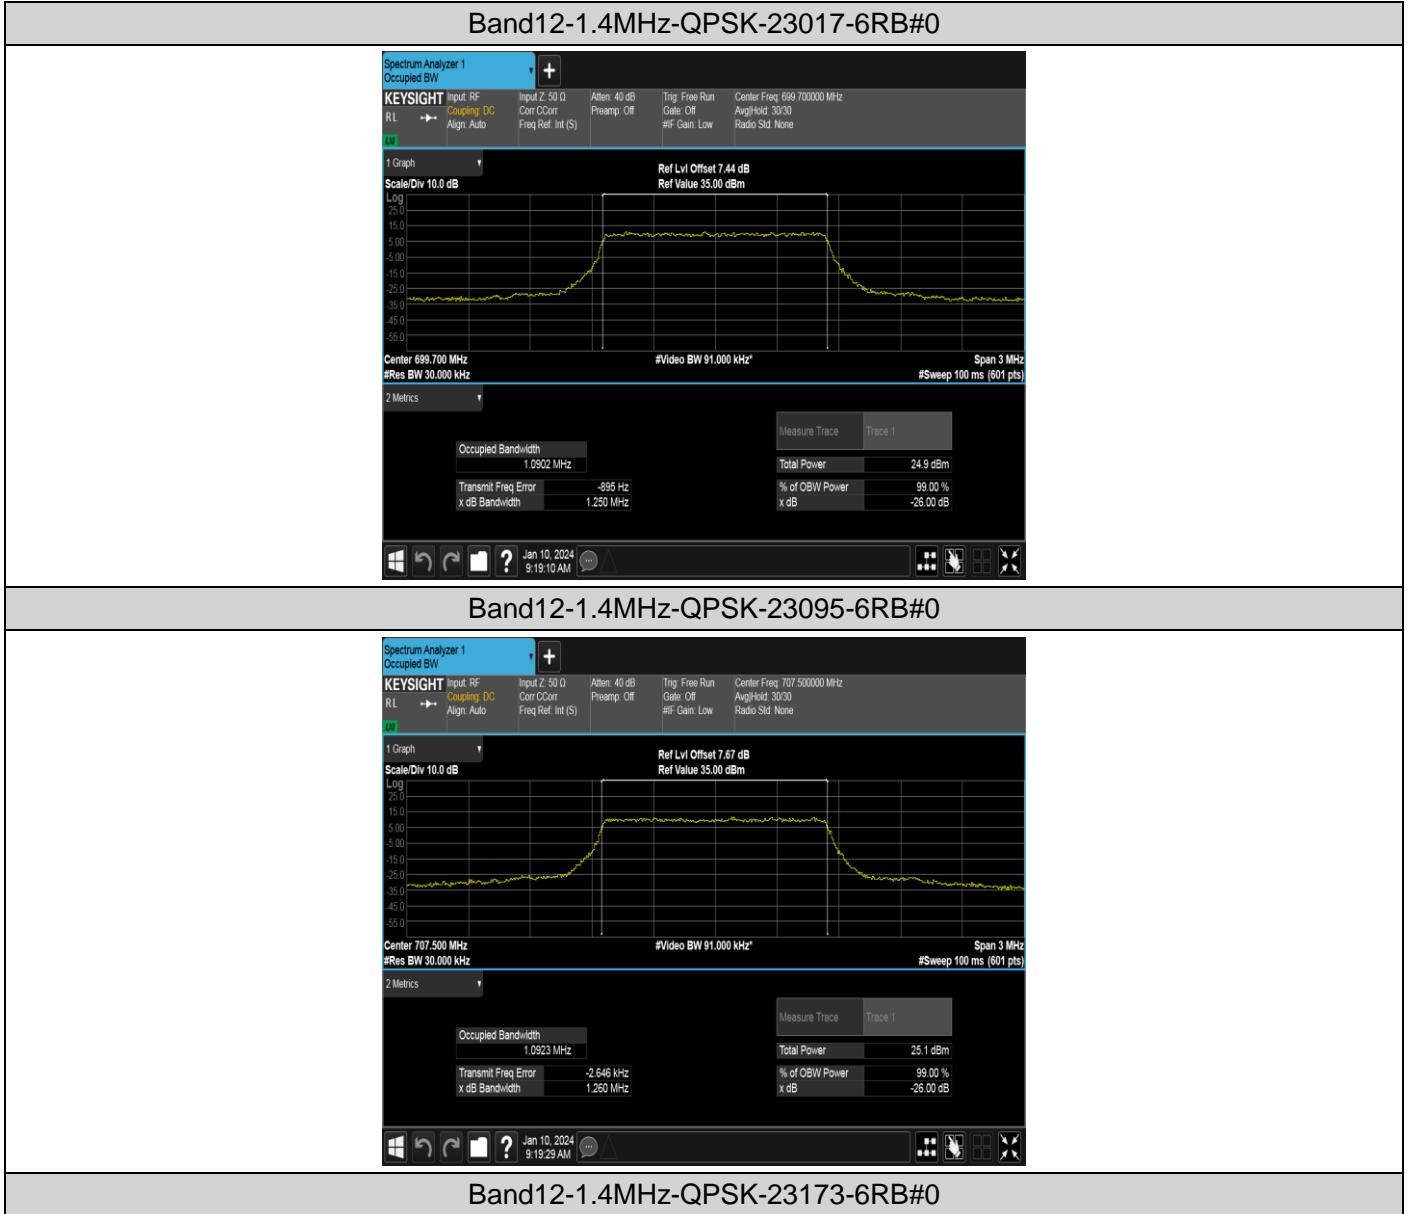 Band12-1.4MHz-QPSK-23017-6RB#0
Spectrum Analyzer 1
Occupied BW
KEYSIGHT Input: RF Input Z: 50 Ω Atten: 40 dB Trig: Free Run Center Freq: 699.700000 MHz
RL Coupling: DC Corr CCorr Preamp: Off Gate: Off Avg|Hold: 30/30
Align: Auto Freq Ref: Int (S) #IF Gain: Low Radio Std: None
1 Graph Ref Lvl Offset 7.44 dB
Scale/Div 10.0 dB Ref Value 35.00 dBm
Log
25.0
15.0
5.00
-5.00
-15.0
-25.0
-35.0
-45.0
-55.0
Center 699.700 MHz #Video BW 91.000 kHz* Span 3 MHz
#Res BW 30.000 kHz #Sweep 100 ms (601 pts)
2 Metrics
Measure Trace Trace 1
Occupied Bandwidth
1.0902 MHz Total Power 24.9 dBm
Transmit Freq Error -895 Hz % of OBW Power 99.00 %
x dB Bandwidth 1.250 MHz x dB -26.00 dB
Jan 10, 2024
9:19:10 AM
Band12-1.4MHz-QPSK-23095-6RB#0
Spectrum Analyzer 1
Occupied BW
KEYSIGHT Input: RF Input Z: 50 Ω Atten: 40 dB Trig: Free Run Center Freq: 707.500000 MHz
RL Coupling: DC Corr CCorr Preamp: Off Gate: Off Avg|Hold: 30/30
Align: Auto Freq Ref: Int (S) #IF Gain: Low Radio Std: None
1 Graph Ref Lvl Offset 7.67 dB
Scale/Div 10.0 dB Ref Value 35.00 dBm
Log
25.0
15.0
5.00
-5.00
-15.0
-25.0
-35.0
-45.0
-55.0
Center 707.500 MHz #Video BW 91.000 kHz* Span 3 MHz
#Res BW 30.000 kHz #Sweep 100 ms (601 pts)
2 Metrics
Measure Trace Trace 1
Occupied Bandwidth
1.0923 MHz Total Power 25.1 dBm
Transmit Freq Error -2.646 kHz % of OBW Power 99.00 %
x dB Bandwidth 1.260 MHz x dB -26.00 dB
Jan 10, 2024
9:19:29 AM
Band12-1.4MHz-QPSK-23173-6RB#0